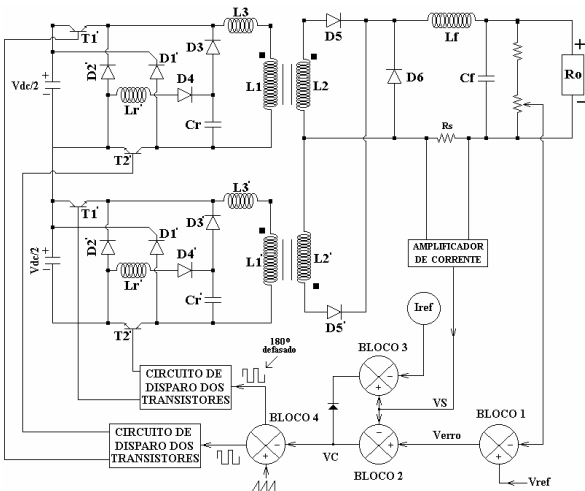 T1'
L3
D5
Lf
D3
D2'
D1'
D6
Cf
Ro
+
−
Vdc/2
+
Lr'
D4
L1
L2
Cr
Rs
T2'
T1'
L3'
D3'
D2'
D1'
AMPLIFICADOR
DE CORRENTE
Vdc/2
+
Lr'
D4'
L1'
L2'
Cr'
Iref
T2'
D5'
180º
defasado
BLOCO 3
CIRCUITO DE
DISPARO DOS
TRANSISTORES
+
−
BLOCO 4
VS
BLOCO 1
CIRCUITO DE
DISPARO DOS
TRANSISTORES
−
+
VC
−
+
BLOCO 2
Verro
−
+
Vref